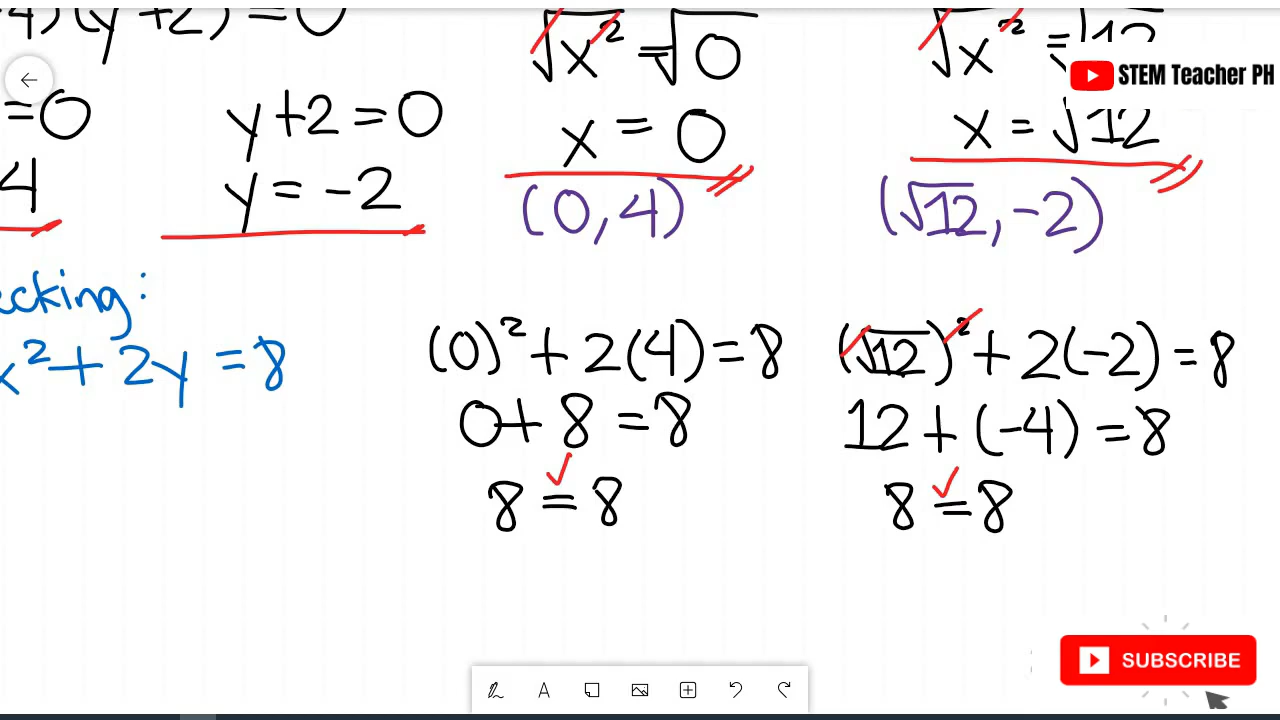 4)(y+2)=0
=0
4
y+2=0
y=-2
√x²=√0
x=0
(0,4)
√x²=√12
x=√12
(√12,-2)
STEM Teacher PH
ecking:
x²+2y=8
(0)²+2(4)=8
0+8=8
8=8
(√12)²+2(-2)=8
12+(-4)=8
8=8
SUBSCRIBE